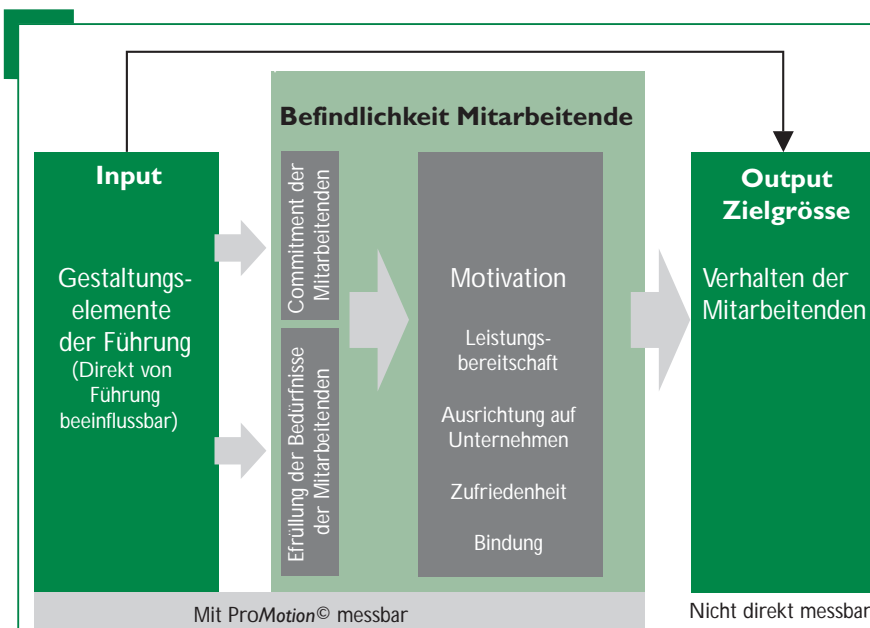 Befindlichkeit Mitarbeitende
Input
Gestaltungs-
elemente
der Führung
(Direkt von
Führung
beeinflussbar)
Commitment der
Mitarbeitenden
Efrüllung der Bedürfnisse
der Mitarbeitenden
Motivation
Leistungs-
bereitschaft
Ausrichtung auf
Unternehmen
Zufriedenheit
Bindung
Output
Zielgrösse
Verhalten der
Mitarbeitenden
Mit ProMotion© messbar
Nicht direkt messbar